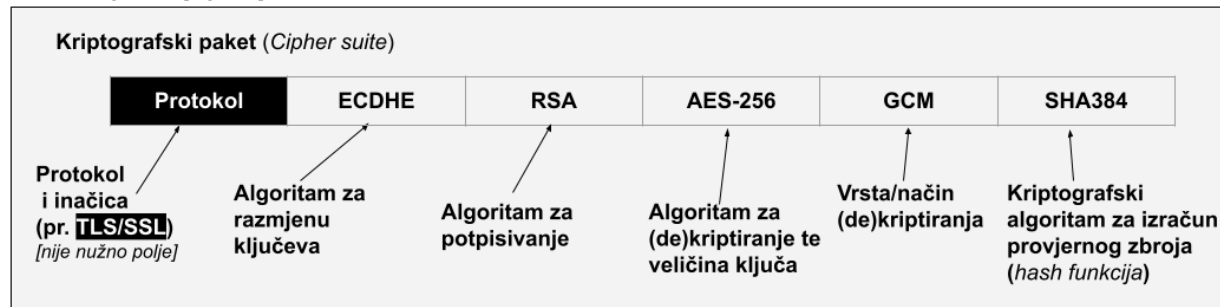 Kriptografski paket (Cipher suite)
Protokol ECDHE RSA AES-256 GCM SHA384
Protokol
i inačica
(pr. TLS/SSL)
[nije nužno polje]
Algoritam za
razmjenu
ključeva
Algoritam za
potpisivanje
Algoritam za
(de)kriptiranje te
veličina ključa
Vrsta/način
(de)kriptiranja
Kriptografski
algoritam za izračun
provjernog zbroja
(hash funkcija)